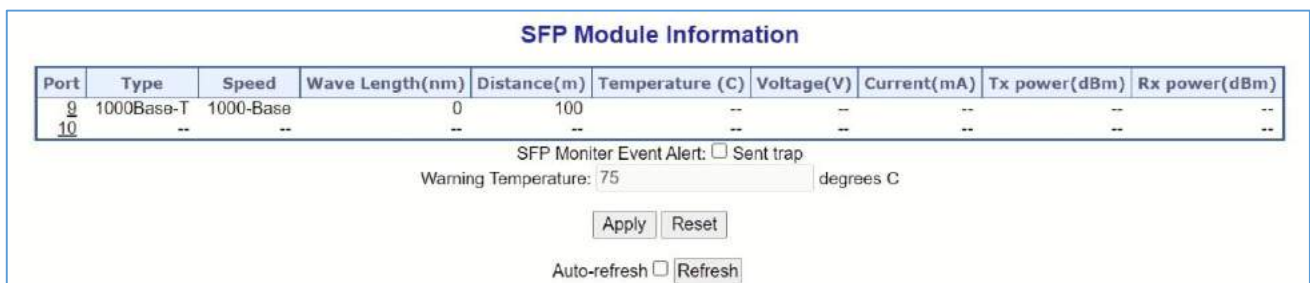 SFP Module Information
Port Type Speed Wave Length(nm) Distance(m) Temperature (C) Voltage(V) Current(mA) Tx power(dBm) Rx power(dBm)
9 1000Base-T 1000-Base 0 100 -- -- -- -- --
10 -- -- -- -- -- -- -- -- --
SFP Moniter Event Alert: Sent trap
Warning Temperature: 75 degrees C
Apply Reset
Auto-refresh Refresh